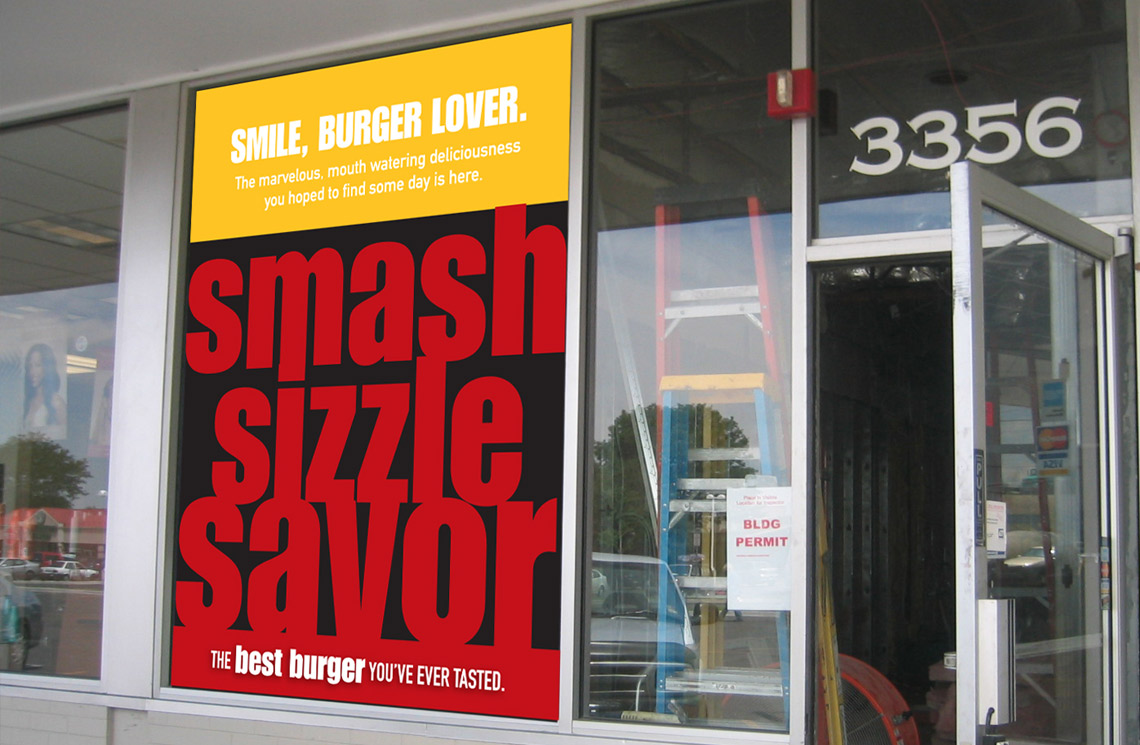 SMILE, BURGER LOVER.
The marvelous, mouth watering deliciousness
you hoped to find some day is here.
smash
sizzle
savor
THE best burger YOU'VE EVER TASTED.
3356
BLDG
PERMIT
PULL